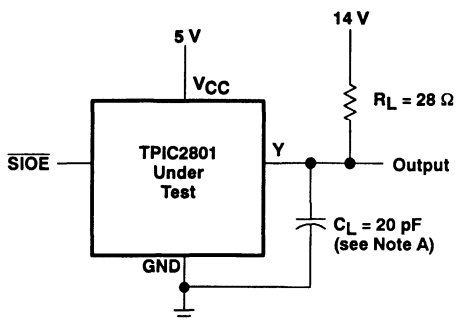 5 V
14 V
VCC
RL = 28 Ω
TPIC2801
Under
Test
SIOE
Y
Output
CL = 20 pF
(see Note A)
GND